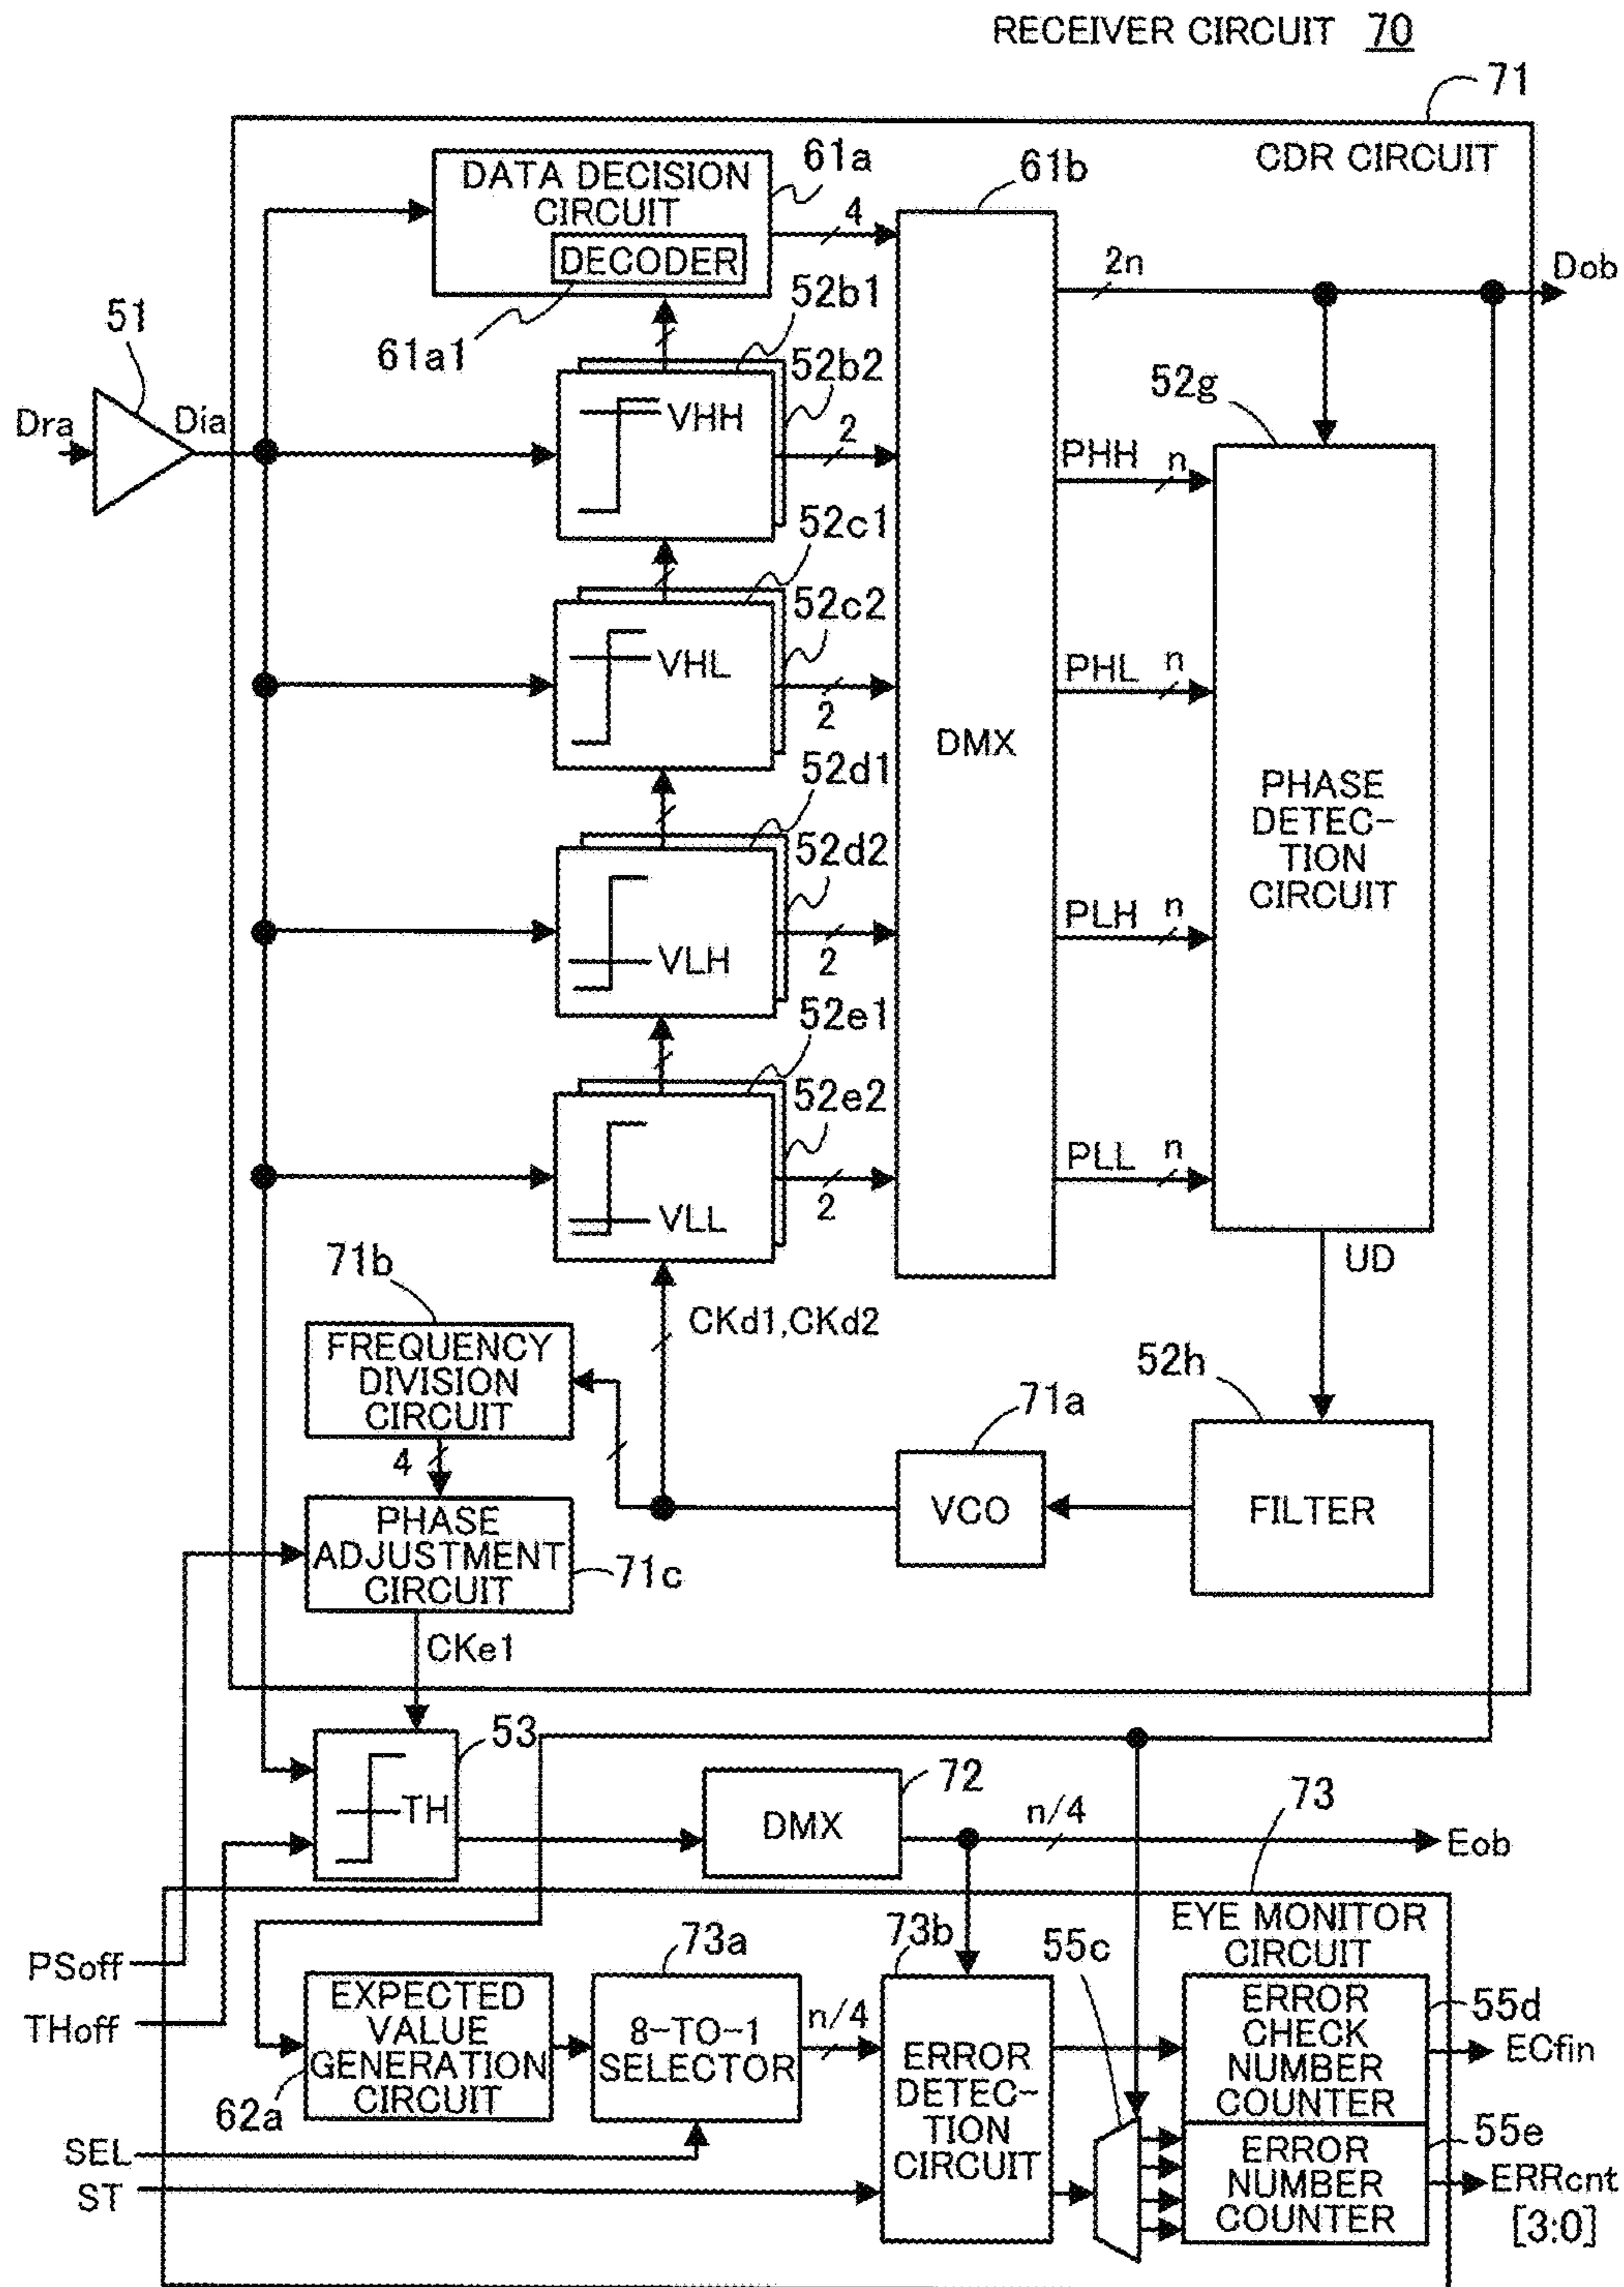 RECEIVER CIRCUIT 70
71
CDR CIRCUIT
DATA DECISION
CIRCUIT
DECODER
61a
61b
4
2n
Dob
61a1
52b1
51
52b2
52g
Dra
Dia
VHH
2
PHH
n
52c1
52c2
VHL
2
PHL
n
DMX
52d1
52d2
PHASE
DETEC-
TION
CIRCUIT
VLH
2
PLH
n
52e1
52e2
VLL
2
PLL
n
UD
71b
CKd1,CKd2
FREQUENCY
DIVISION
CIRCUIT
52h
71a
4
VCO
FILTER
PHASE
ADJUSTMENT
CIRCUIT
71c
CKe1
53
TH
72
DMX
n/4
73
Eob
EYE MONITOR
CIRCUIT
73a
73b
55c
PSoff
THoff
EXPECTED
VALUE
GENERATION
CIRCUIT
62a
8-TO-1
SELECTOR
n/4
ERROR
DETEC-
TION
CIRCUIT
ERROR
CHECK
NUMBER
COUNTER
55d
ECfin
SEL
ST
ERROR
NUMBER
COUNTER
55e
ERRcnt
[3:0]